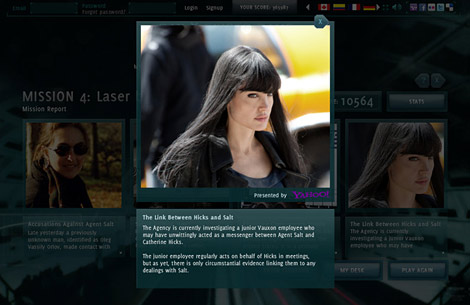 Email
Password
Forgot password?
Login
Signup
YOUR SCORE:
X
MISSION 4: Laser
Mission Report
10564
STATS
Presented by
The Link Between Hicks and Salt
The Agency is currently investigating a junior Vauxon employee who
may have unwittingly acted as a messenger between Agent Salt and
Catherine Hicks.
The junior employee regularly acts on behalf of Hicks in meetings,
but as yet, there is only circumstantial evidence linking them to any
dealings with Salt.
Accusations Against Agent Salt
Late yesterday a previously
unknown man, identified as Oleg
made contact with
The Link Between Hicks and Salt
The Agency is currently
investigating a junior
employee who may have
MY DESK
PLAY AGAIN